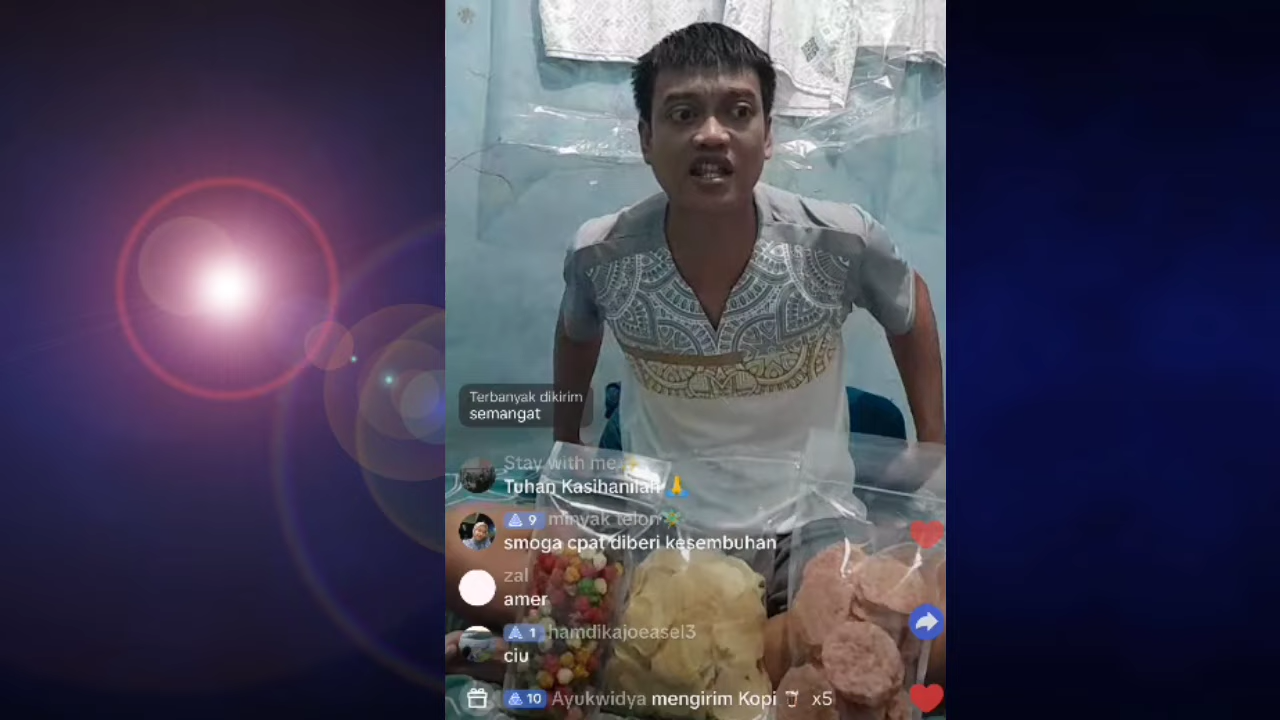 Terbanyak dikirim
semangat
Stay with me ✨
Tuhan Kasihanilah 🙏
9 minyak telon
smoga cpat diberi kesembuhan
zal
amer
1 hamdikajoeasel3
ciu
10 Ayukwidya mengirim Kopi x5